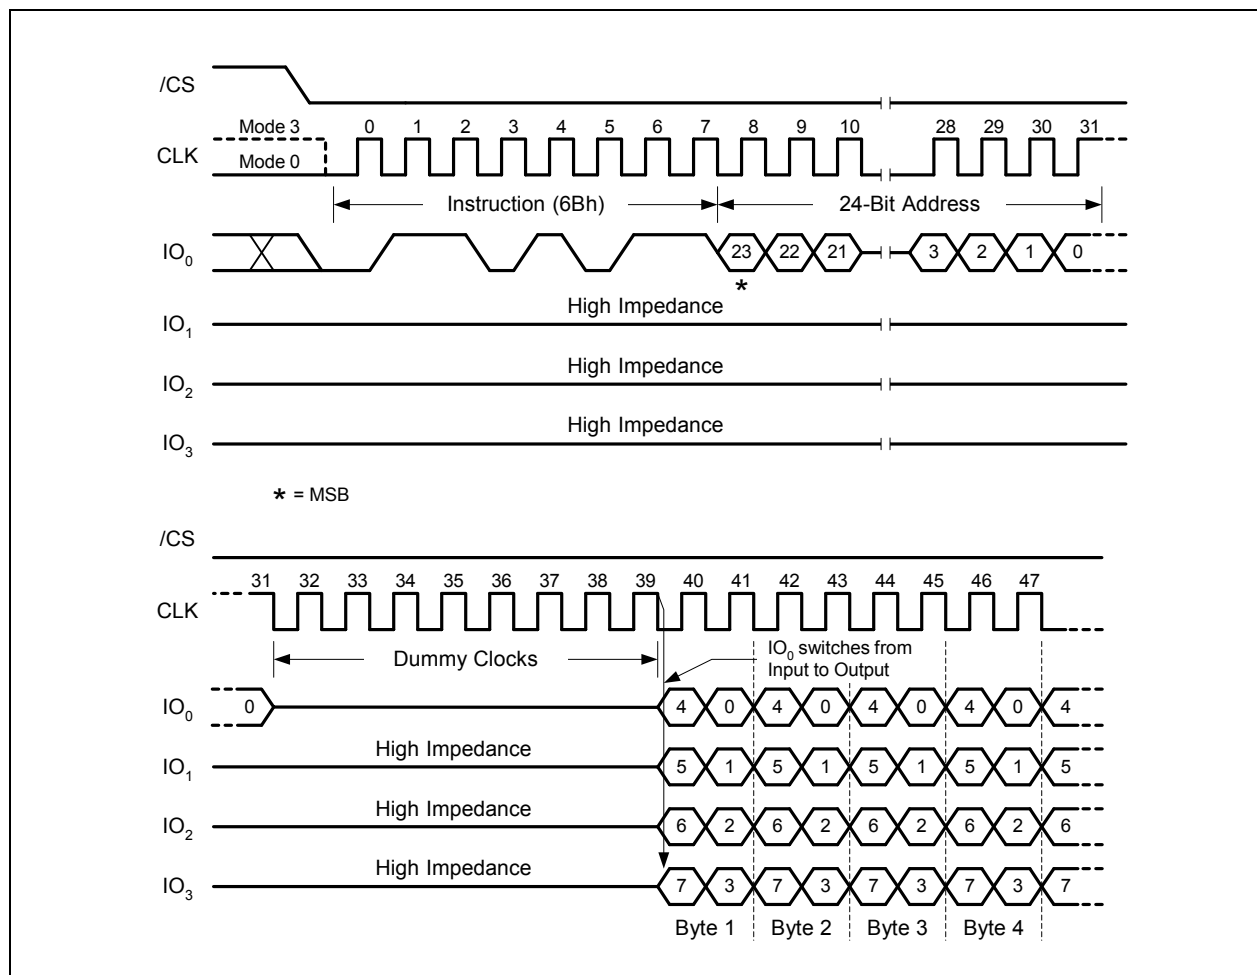 /CS
Mode 3 0 1 2 3 4 5 6 7 8 9 10 28 29 30 31
CLK
Mode 0
Instruction (6Bh) 24-Bit Address
IO0 23 22 21 3 2 1 0
*
High Impedance
IO1
High Impedance
IO2
High Impedance
IO3
* = MSB
/CS
31 32 33 34 35 36 37 38 39 40 41 42 43 44 45 46 47
CLK
Dummy Clocks
IO0 switches from
Input to Output
IO0 0 4 0 4 0 4 0 4 0 4
High Impedance
IO1 5 1 5 1 5 1 5 1 5
High Impedance
IO2 6 2 6 2 6 2 6 2 6
High Impedance
IO3 7 3 7 3 7 3 7 3 7
Byte 1 Byte 2 Byte 3 Byte 4